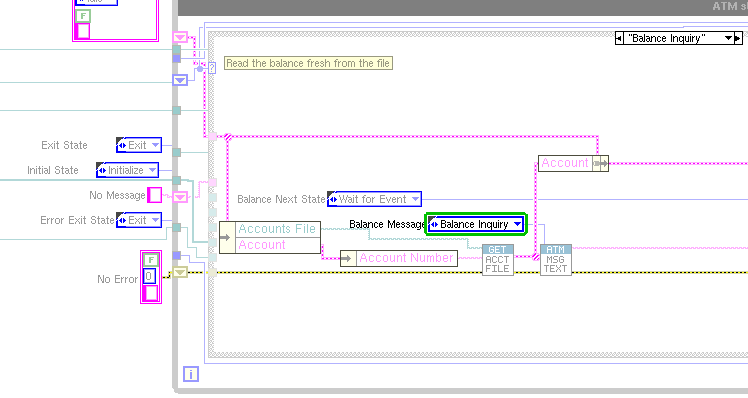 ATM s
F
"Balance Inquiry"
?
Read the balance fresh from the file
Exit State
Exit
Initial State
Initialize
Account
No Message
Balance Next State
Wait for Event
Error Exit State
Exit
Balance Message
Balance Inquiry
Accounts File
Account
Account Number
GET
ACCT
FILE
ATM
MSG
TEXT
F
No Error
0
i